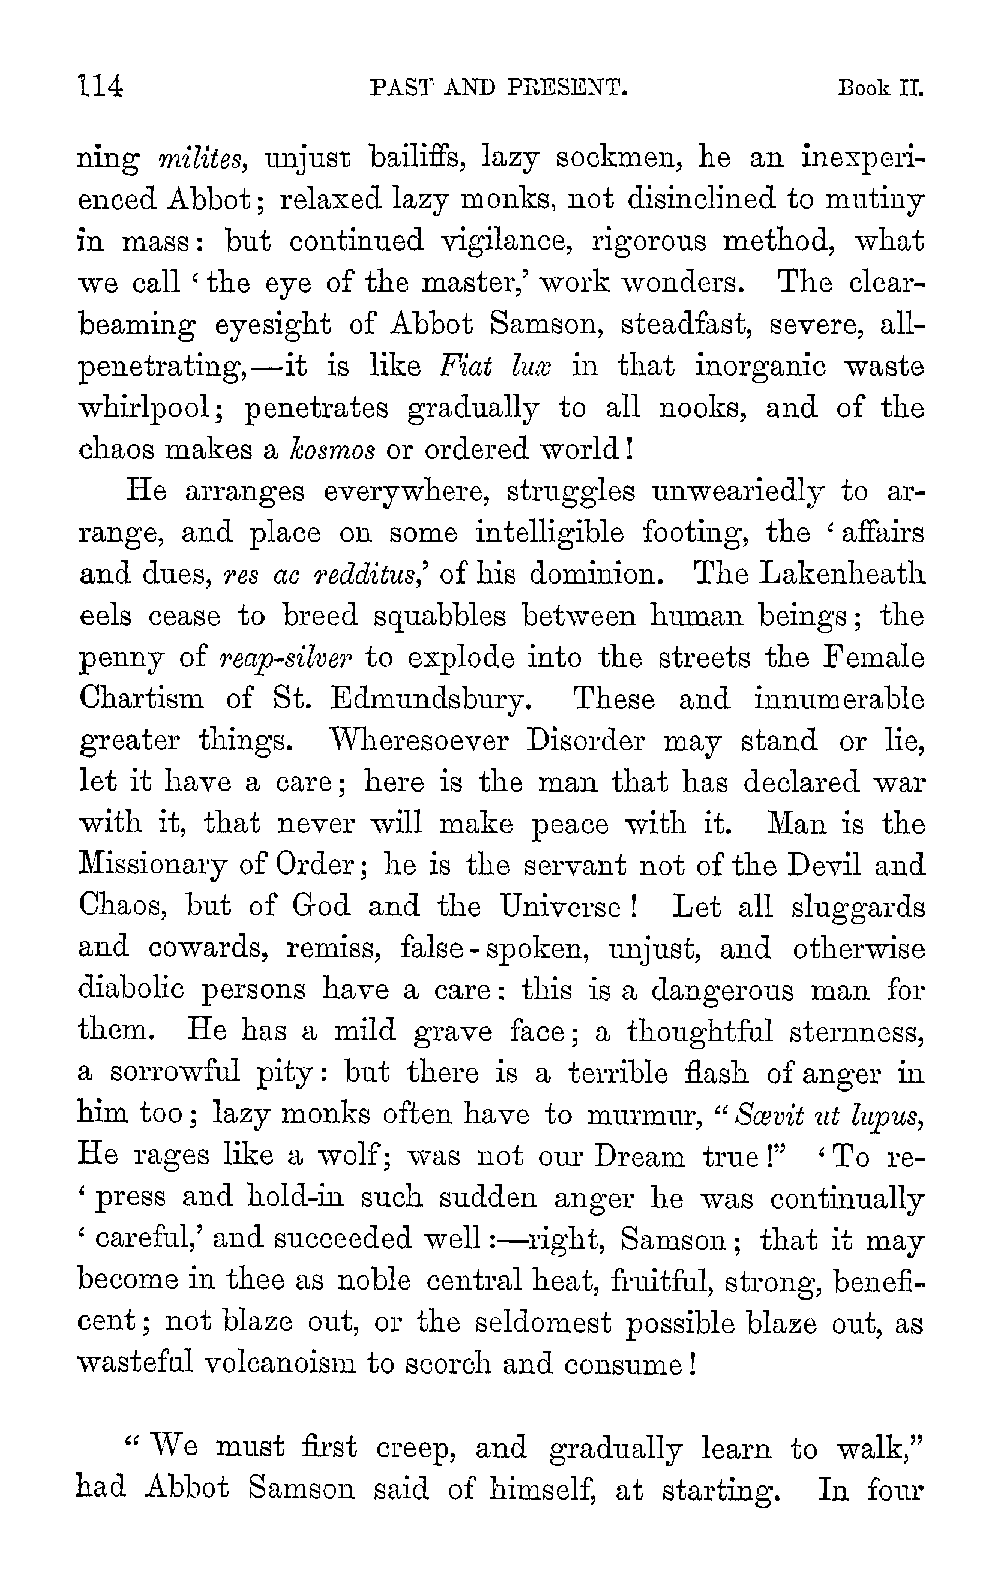 114 PAST AND PRESENT. Book II.
ning milites, unjust bailiffs, lazy sockmen, he an inexperi-
enced Abbot; relaxed lazy monks, not disinclined to mutiny
in mass: but continued vigilance, rigorous method, what
we call ‘the eye of the master,’ work wonders. The clear-
beaming eyesight of Abbot Samson, steadfast, severe, all-
penetrating,—it is like Fiat lux in that inorganic waste
whirlpool; penetrates gradually to all nooks, and of the
chaos makes a kosmos or ordered world!
He arranges everywhere, struggles unweariedly to ar-
range, and place on some intelligible footing, the ‘affairs
and dues, res ac redditus,’ of his dominion. The Lakenheath
eels cease to breed squabbles between human beings; the
penny of reap-silver to explode into the streets the Female
Chartism of St. Edmundsbury. These and innumerable
greater things. Wheresoever Disorder may stand or lie,
let it have a care; here is the man that has declared war
with it, that never will make peace with it. Man is the
Missionary of Order; he is the servant not of the Devil and
Chaos, but of God and the Universe! Let all sluggards
and cowards, remiss, false-spoken, unjust, and otherwise
diabolic persons have a care: this is a dangerous man for
them. He has a mild grave face; a thoughtful sternness,
a sorrowful pity: but there is a terrible flash of anger in
him too; lazy monks often have to murmur, “Sævit ut lupus,
He rages like a wolf; was not our Dream true!” ‘To re-
‘press and hold-in such sudden anger he was continually
‘careful,’ and succeeded well:—right, Samson; that it may
become in thee as noble central heat, fruitful, strong, benefi-
cent; not blaze out, or the seldomest possible blaze out, as
wasteful volcanoism to scorch and consume!
“We must first creep, and gradually learn to walk,”
had Abbot Samson said of himself, at starting. In four